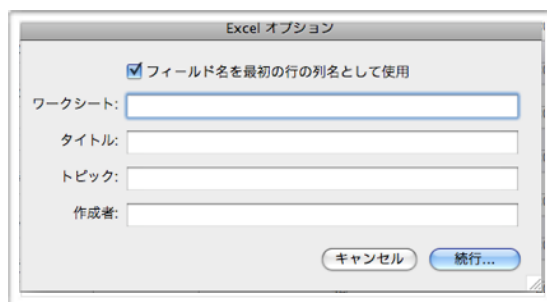 Excel オプション
フィールド名を最初の行の列名として使用
ワークシート:
タイトル:
トピック:
作成者:
キャンセル 続行...